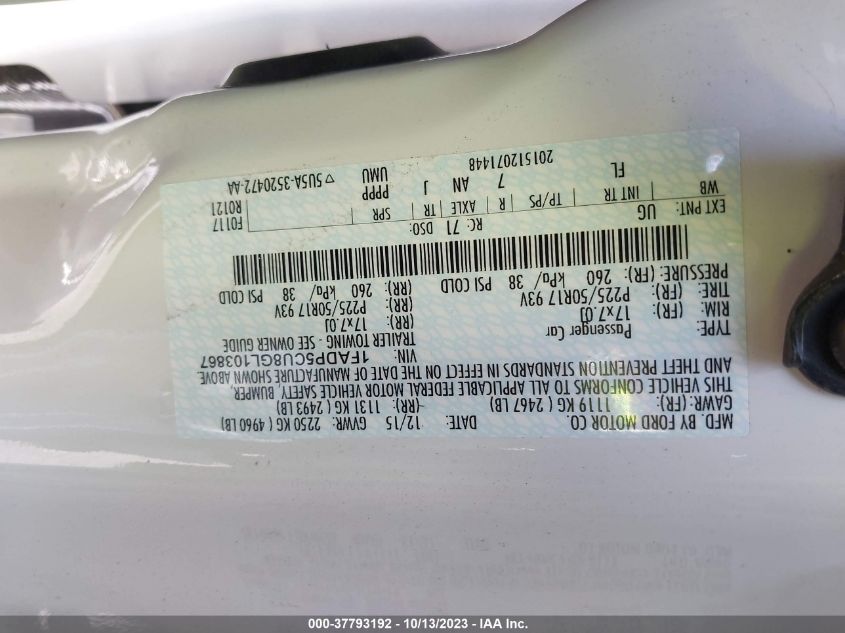 MFD. BY FORD MOTOR CO.
DATE: 12/15 GVWR: 2250 KG ( 4960 LB)
GAWR: (FR): 1119 KG ( 2467 LB) (RR): 1131 KG ( 2493 LB)
THIS VEHICLE CONFORMS TO ALL APPLICABLE FEDERAL MOTOR VEHICLE SAFETY, BUMPER,
AND THEFT PREVENTION STANDARDS IN EFFECT ON THE DATE OF MANUFACTURE SHOWN ABOVE.
VIN: 1FADP5CU8GL103867
TYPE: Passenger Car TRAILER TOWING - SEE OWNER GUIDE
RIM: (FR): 17x7.0J (RR): 17x7.0J
TIRE: (FR): P225/50R17 93V (RR): P225/50R17 93V
PRESSURE: (FR): 260 kPa/ 38 PSI COLD (RR): 260 kPa/ 38 PSI COLD
EXT PNT: UG RC: 71 DSO: F0117
R0121
WB INT TR TP/PS R AXLE TR SPR
FL 7 AN J PPPP
UMU
201512071448 5U5A-3520472-AA
000-37793192 - 10/13/2023 - IAA Inc.